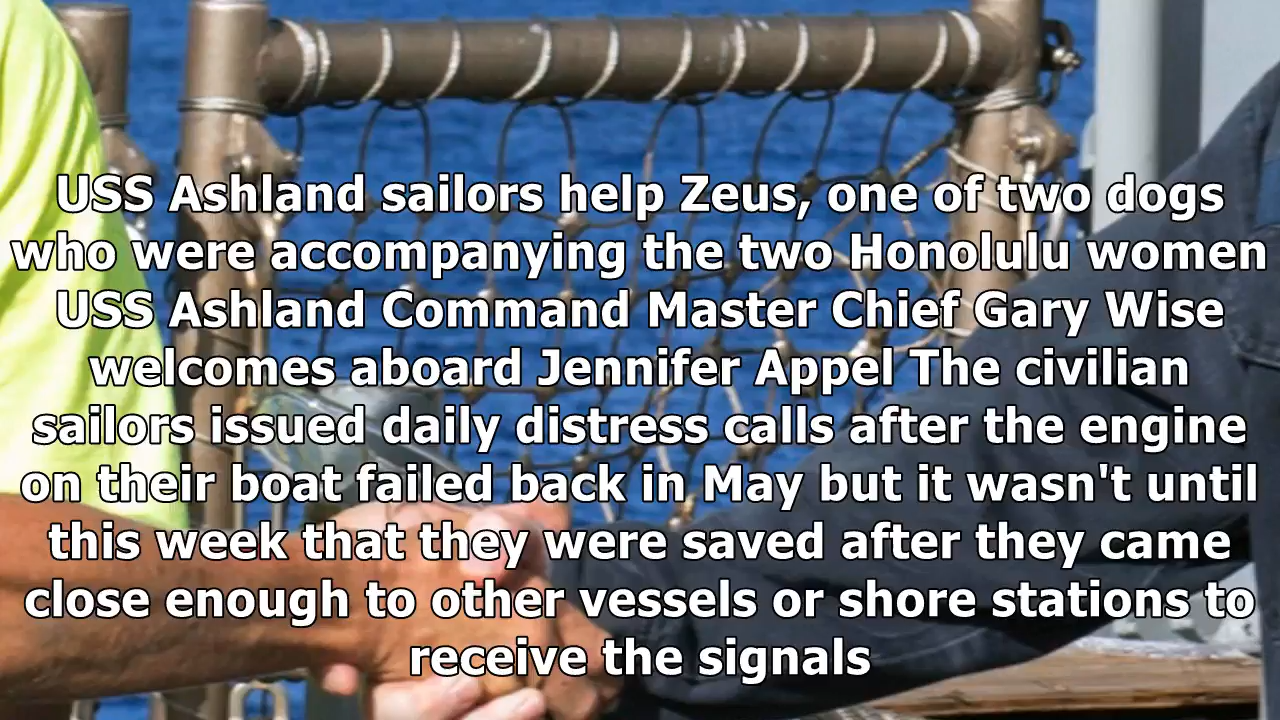 USS Ashland sailors help Zeus, one of two dogs
who were accompanying the two Honolulu women
USS Ashland Command Master Chief Gary Wise
welcomes aboard Jennifer Appel The civilian
sailors issued daily distress calls after the engine
on their boat failed back in May but it wasn't until
this week that they were saved after they came
close enough to other vessels or shore stations to
receive the signals